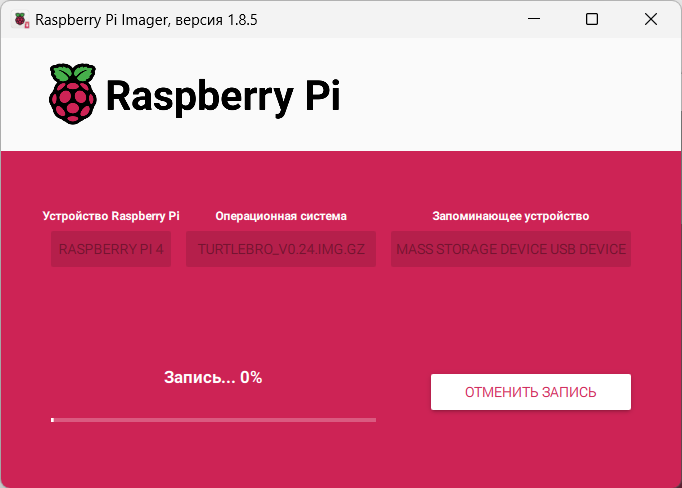 Raspberry Pi Imager, версия 1.8.5
Raspberry Pi
Устройство Raspberry Pi
Операционная система
Запоминающее устройство
RASPBERRY PI 4
TURTLEBRO_V0.24.IMG.GZ
MASS STORAGE DEVICE USB DEVICE
Запись... 0%
ОТМЕНИТЬ ЗАПИСЬ